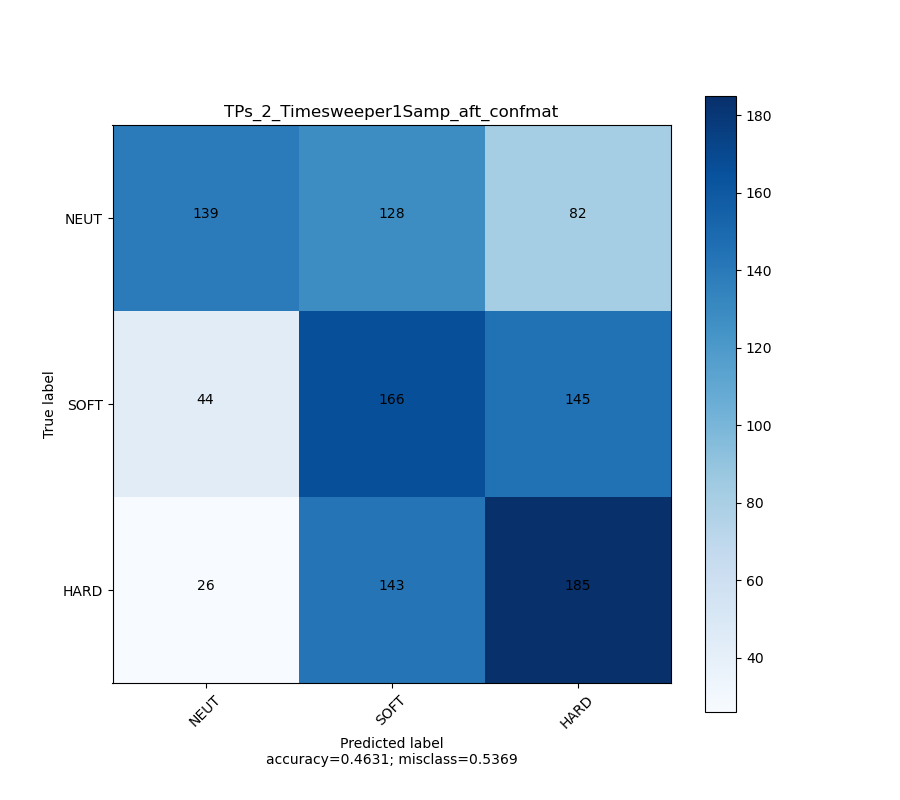 TPs_2_Timesweeper1Samp_aft_confmat
180
160
140
120
100
80
60
40
True label
NEUT
139
128
82
SOFT
44
166
145
HARD
26
143
185
NEUT
SOFT
HARD
Predicted label
accuracy=0.4631; misclass=0.5369